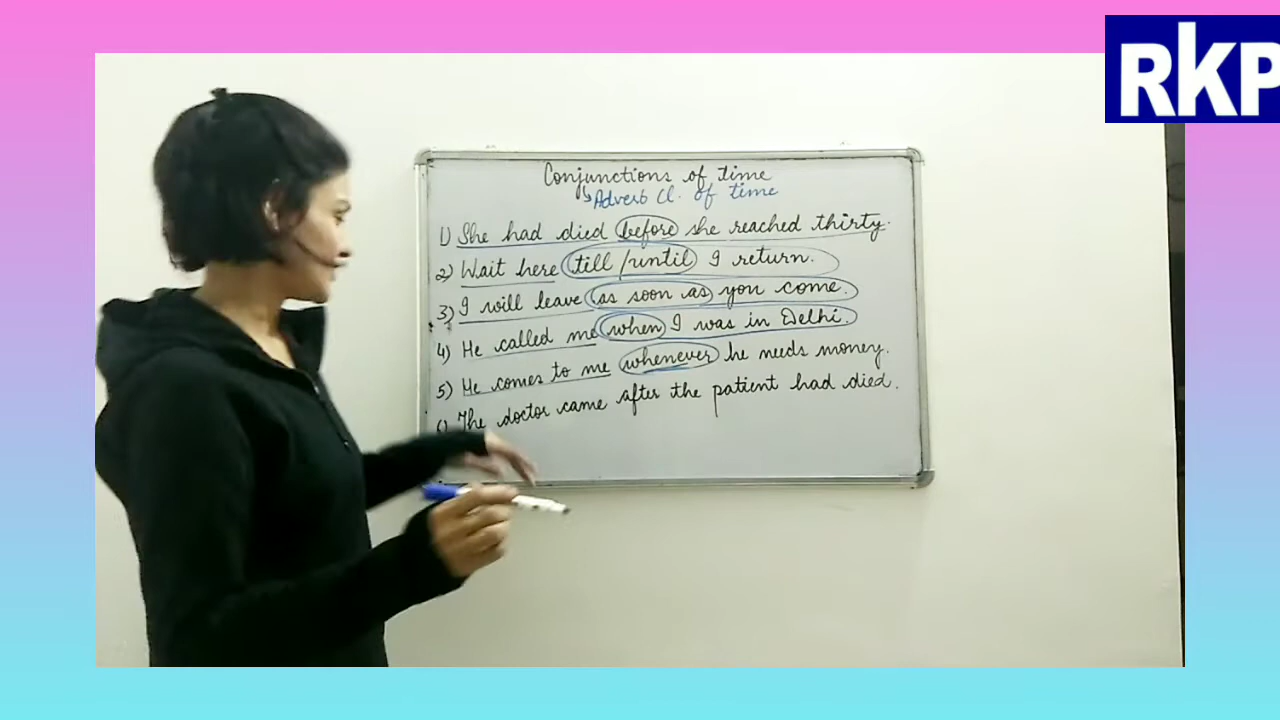 RKP
Conjunctions of time
↳Adverb Cl. of time
1) She had died before she reached thirty.
2) Wait here till/until I return.
3) I will leave as soon as you come.
4) He called me when I was in Delhi.
5) He comes to me whenever he needs money.
6) The doctor came after the patient had died.